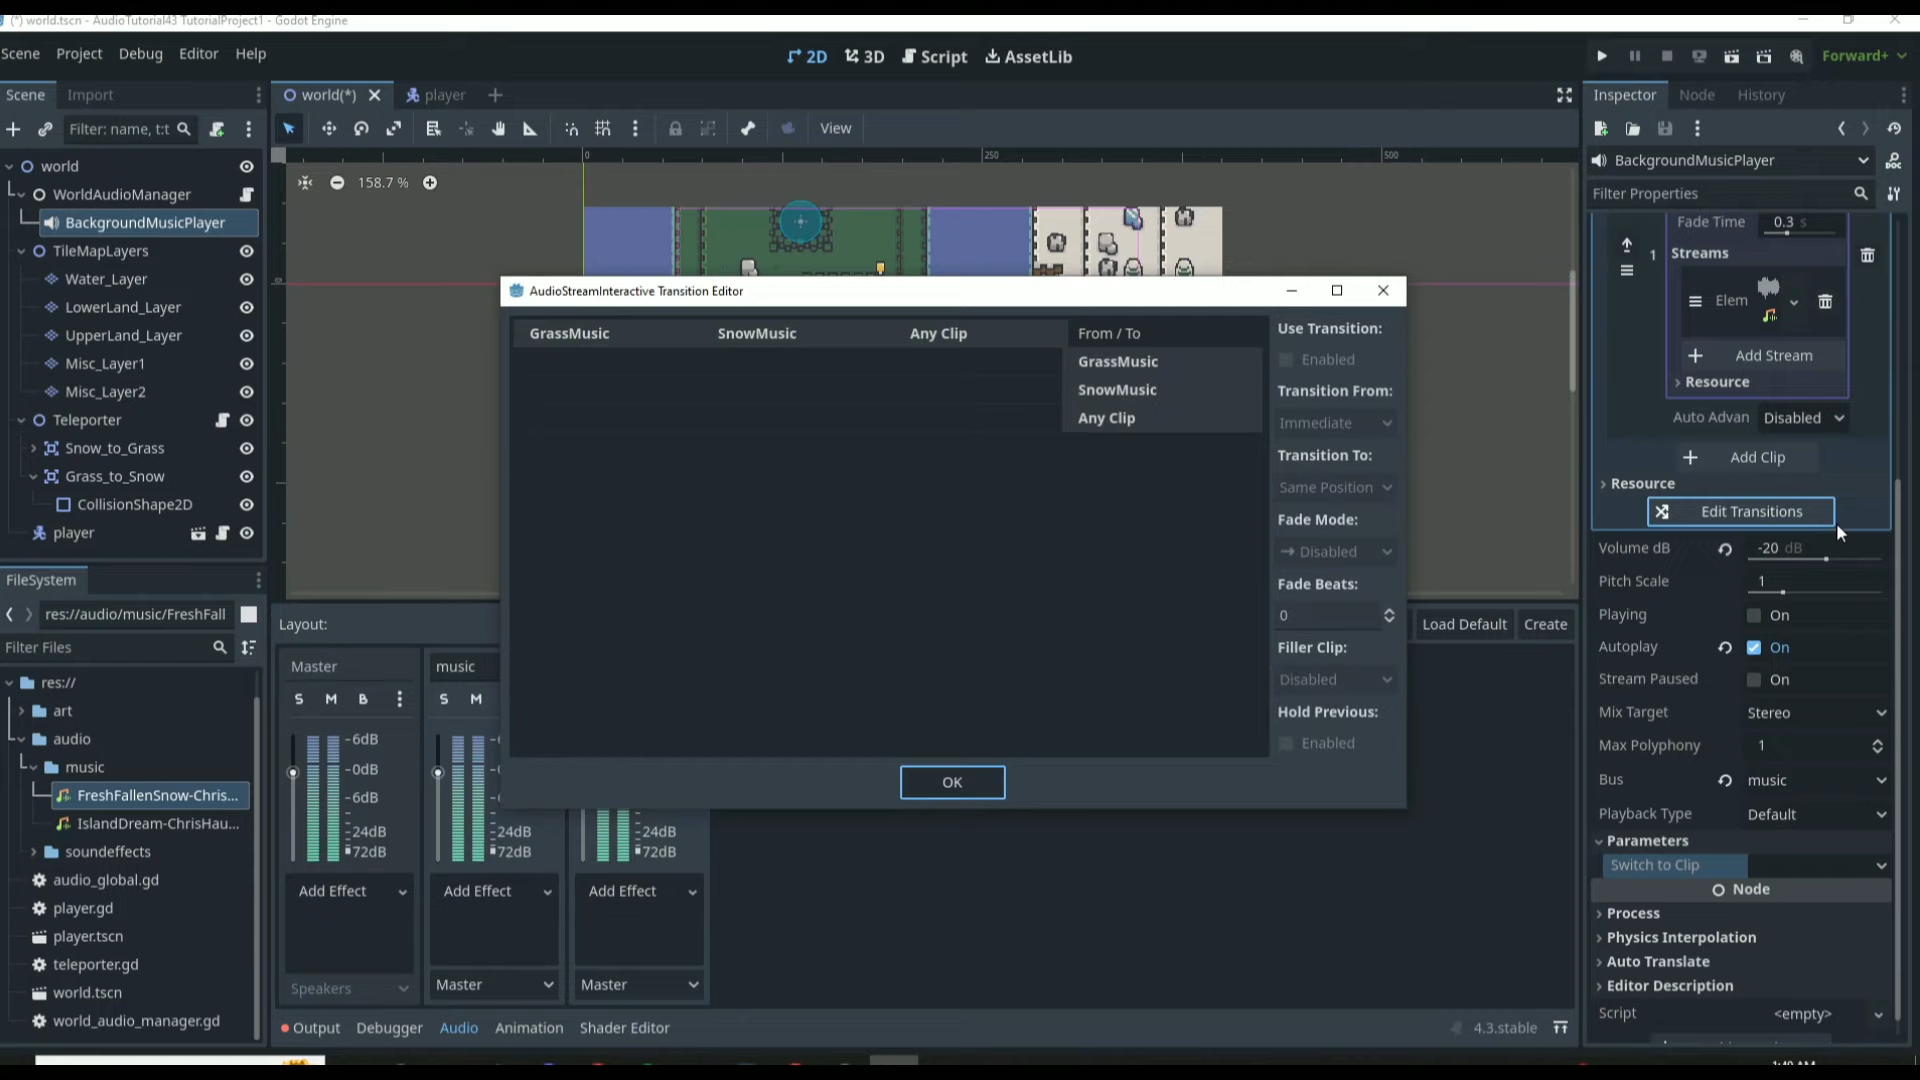 (*) world.tscn - AudioTutorial43 TutorialProject1 - Godot Engine
Scene Project Debug Editor Help
2D 3D Script AssetLib
Forward+
Scene Import
world(*) player
Inspector Node History
Filter: name, t:t
View
world
WorldAudioManager
BackgroundMusicPlayer
TileMapLayers
Water_Layer
LowerLand_Layer
UpperLand_Layer
Misc_Layer1
Misc_Layer2
Teleporter
Snow_to_Grass
Grass_to_Snow
CollisionShape2D
player
FileSystem
res://audio/music/FreshFall
Filter Files
res://
art
audio
music
FreshFallenSnow-Chris...
IslandDream-ChrisHau...
soundeffects
audio_global.gd
player.gd
player.tscn
teleporter.gd
world.tscn
world_audio_manager.gd
0 250 500
158.7 %
AudioStreamInteractive Transition Editor
GrassMusic SnowMusic Any Clip From / To
GrassMusic
SnowMusic
Any Clip
Use Transition:
Enabled
Transition From:
Immediate
Transition To:
Same Position
Fade Mode:
Disabled
Fade Beats:
0
Filler Clip:
Disabled
Hold Previous:
Enabled
OK
Layout:
Load Default Create
Master music
S M B S M
-6dB
-0dB
-6dB
-24dB -24dB -24dB
-72dB -72dB -72dB
Add Effect Add Effect Add Effect
Speakers Master Master
Output Debugger Audio Animation Shader Editor
4.3.stable
BackgroundMusicPlayer
Filter Properties
Fade Time 0.3 s
1 Streams
Elem
Add Stream
Resource
Auto Advan Disabled
Add Clip
Resource
Edit Transitions
Volume dB -20 dB
Pitch Scale 1
Playing On
Autoplay On
Stream Paused On
Mix Target Stereo
Max Polyphony 1
Bus music
Playback Type Default
Parameters
Switch to Clip
Node
Process
Physics Interpolation
Auto Translate
Editor Description
Script <empty>